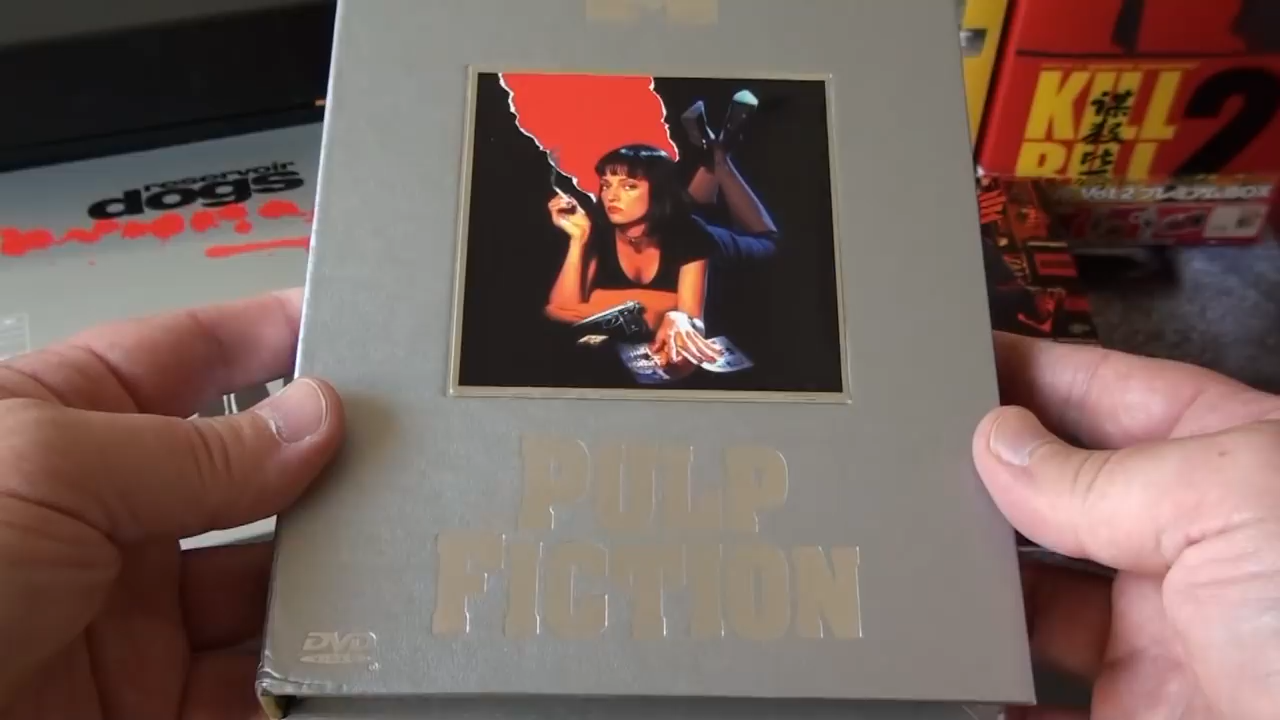 reservoir
dogs
PULP
FICTION
DVD
VIDEO
KILL
BILL 2
謀殺
Vol.2 プレミアムBOX